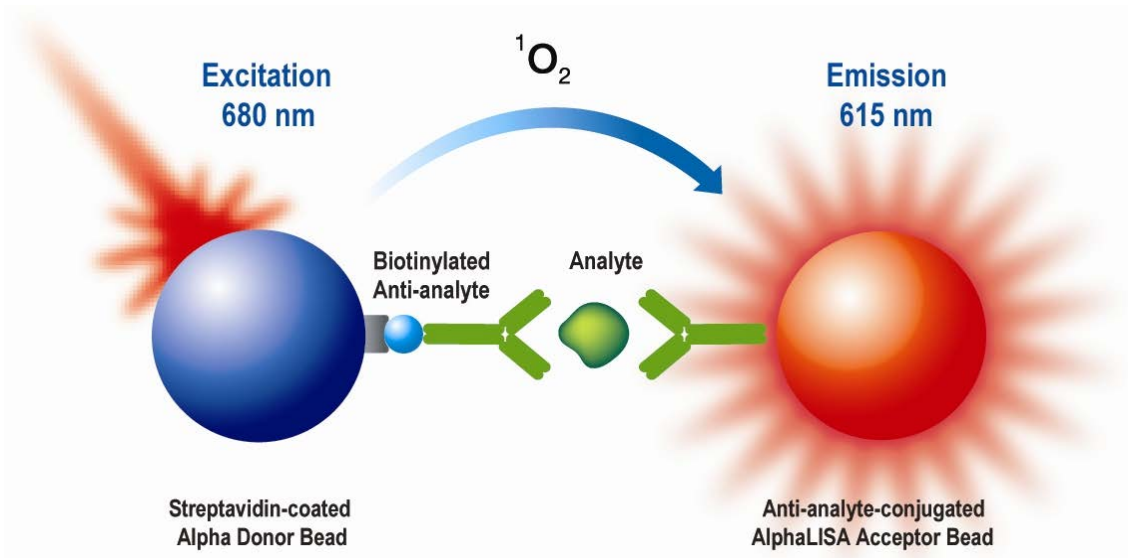 Excitation
680 nm
¹O₂
Emission
615 nm
Biotinylated
Anti-analyte
Analyte
Streptavidin-coated
Alpha Donor Bead
Anti-analyte-conjugated
AlphaLISA Acceptor Bead